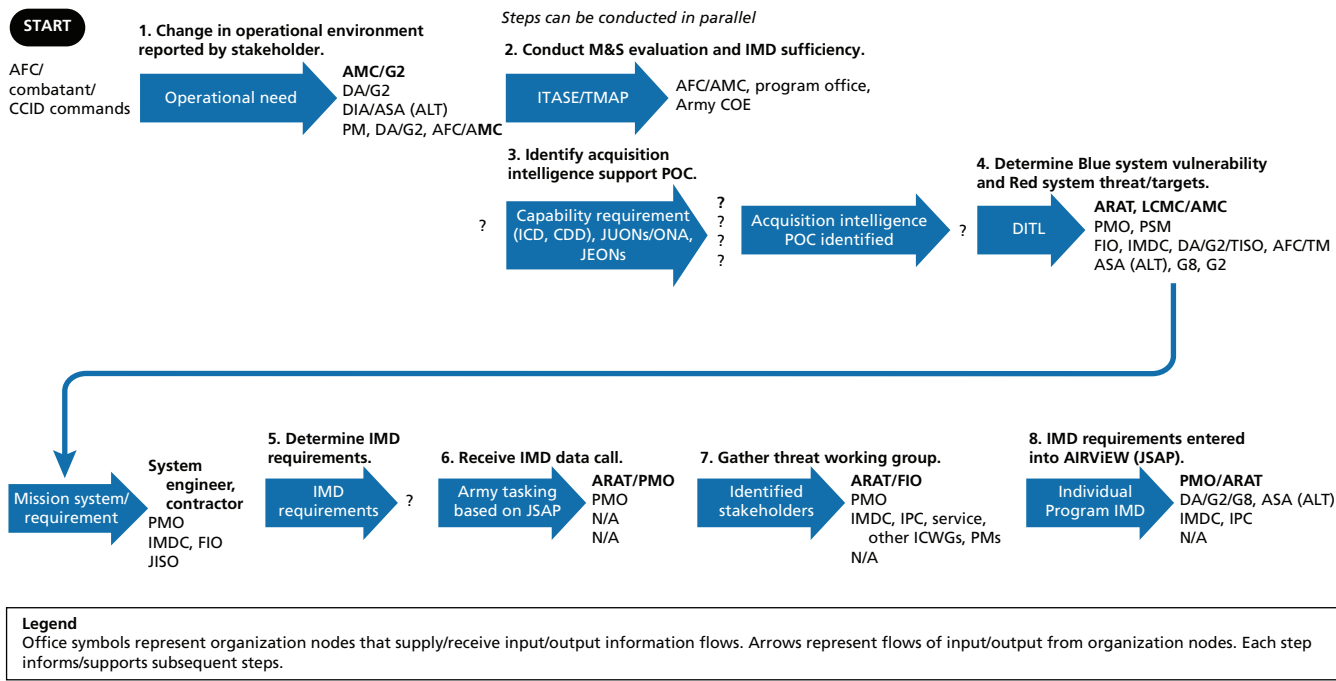 START
AFC/
combatant/
CCID commands
1. Change in operational environment
reported by stakeholder.
Operational need
AMC/G2
DA/G2
DIA/ASA (ALT)
PM, DA/G2, AFC/AMC
Steps can be conducted in parallel
2. Conduct M&S evaluation and IMD sufficiency.
ITASE/TMAP
AFC/AMC, program office,
Army COE
3. Identify acquisition
intelligence support POC.
?
Capability requirement
(ICD, CDD), JUONs/ONA,
JEONs
?
?
?
?
Acquisition intelligence
POC identified
?
4. Determine Blue system vulnerability
and Red system threat/targets.
DITL
ARAT, LCMC/AMC
PMO, PSM
FIO, IMDC, DA/G2/TISO, AFC/TM
ASA (ALT), G8, G2
Mission system/
requirement
System
engineer,
contractor
PMO
IMDC, FIO
JISO
5. Determine IMD
requirements.
IMD
requirements
?
6. Receive IMD data call.
Army tasking
based on JSAP
ARAT/PMO
PMO
N/A
N/A
7. Gather threat working group.
Identified
stakeholders
ARAT/FIO
PMO
IMDC, IPC, service,
other ICWGs, PMs
N/A
8. IMD requirements entered
into AIRViEW (JSAP).
Individual
Program IMD
PMO/ARAT
DA/G2/G8, ASA (ALT)
IMDC, IPC
N/A
Legend
Office symbols represent organization nodes that supply/receive input/output information flows. Arrows represent flows of input/output from organization nodes. Each step
informs/supports subsequent steps.